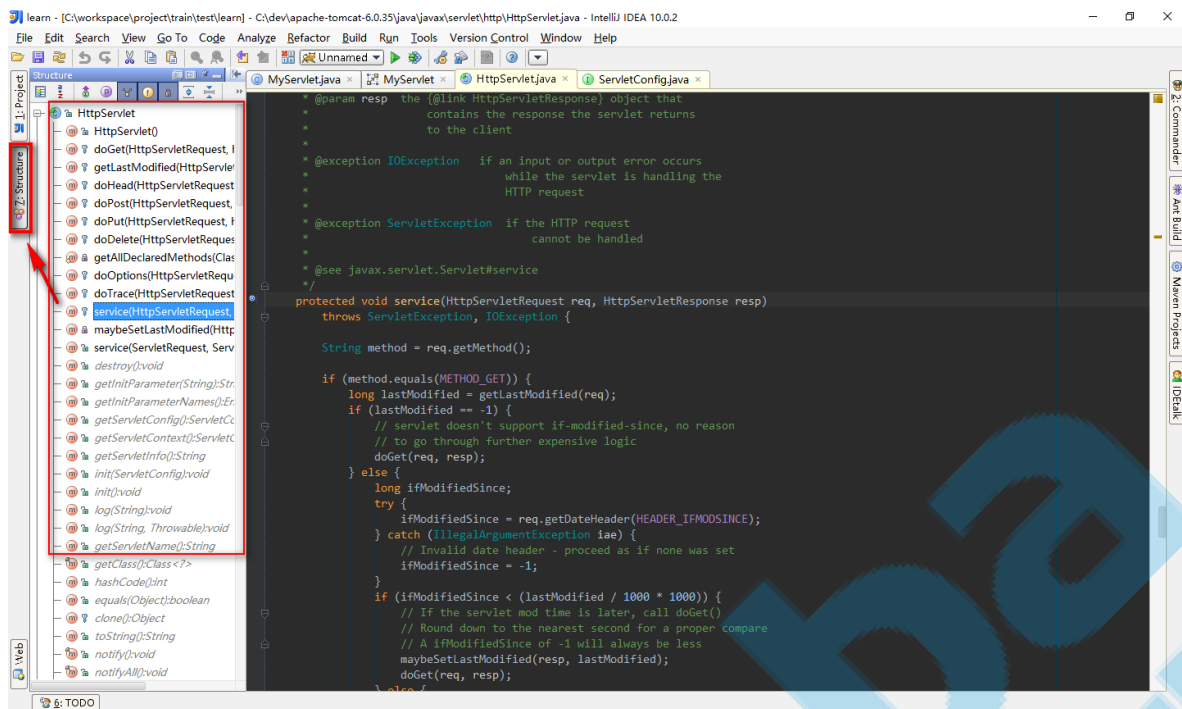 learn - [C:\workspace\project\train\test\learn] - C:\dev\apache-tomcat-6.0.35\java\javax\servlet\http\HttpServlet.java - IntelliJ IDEA 10.0.2
File Edit Search View Go To Code Analyze Refactor Build Run Tools Version Control Window Help
Unnamed
Structure
MyServlet.java
MyServlet
HttpServlet.java
ServletConfig.java
1: Project
7: Structure
Web
HttpServlet
HttpServlet()
doGet(HttpServletRequest, H
getLastModified(HttpServlet
doHead(HttpServletRequest
doPost(HttpServletRequest,
doPut(HttpServletRequest, H
doDelete(HttpServletReques
getAllDeclaredMethods(Clas
doOptions(HttpServletRequ
doTrace(HttpServletRequest
service(HttpServletRequest,
maybeSetLastModified(Http
service(ServletRequest, Serv
destroy():void
getInitParameter(String):Str
getInitParameterNames():En
getServletConfig():ServletCo
getServletContext():ServletC
getServletInfo():String
init(ServletConfig):void
init():void
log(String):void
log(String, Throwable):void
getServletName():String
getClass():Class<?>
hashCode():int
equals(Object):boolean
clone():Object
toString():String
notify():void
notifyAll():void
* @param resp the {@link HttpServletResponse} object that
* contains the response the servlet returns
* to the client
*
* @exception IOException if an input or output error occurs
* while the servlet is handling the
* HTTP request
*
* @exception ServletException if the HTTP request
* cannot be handled
*
* @see javax.servlet.Servlet#service
*/
protected void service(HttpServletRequest req, HttpServletResponse resp)
throws ServletException, IOException {
String method = req.getMethod();
if (method.equals(METHOD_GET)) {
long lastModified = getLastModified(req);
if (lastModified == -1) {
// servlet doesn't support if-modified-since, no reason
// to go through further expensive logic
doGet(req, resp);
} else {
long ifModifiedSince;
try {
ifModifiedSince = req.getDateHeader(HEADER_IFMODSINCE);
} catch (IllegalArgumentException iae) {
// Invalid date header - proceed as if none was set
ifModifiedSince = -1;
}
if (ifModifiedSince < (lastModified / 1000 * 1000)) {
// If the servlet mod time is later, call doGet()
// Round down to the nearest second for a proper compare
// A ifModifiedSince of -1 will always be less
maybeSetLastModified(resp, lastModified);
doGet(req, resp);
} else {
2: Commander
Ant Build
Maven Projects
IDEtalk
6: TODO